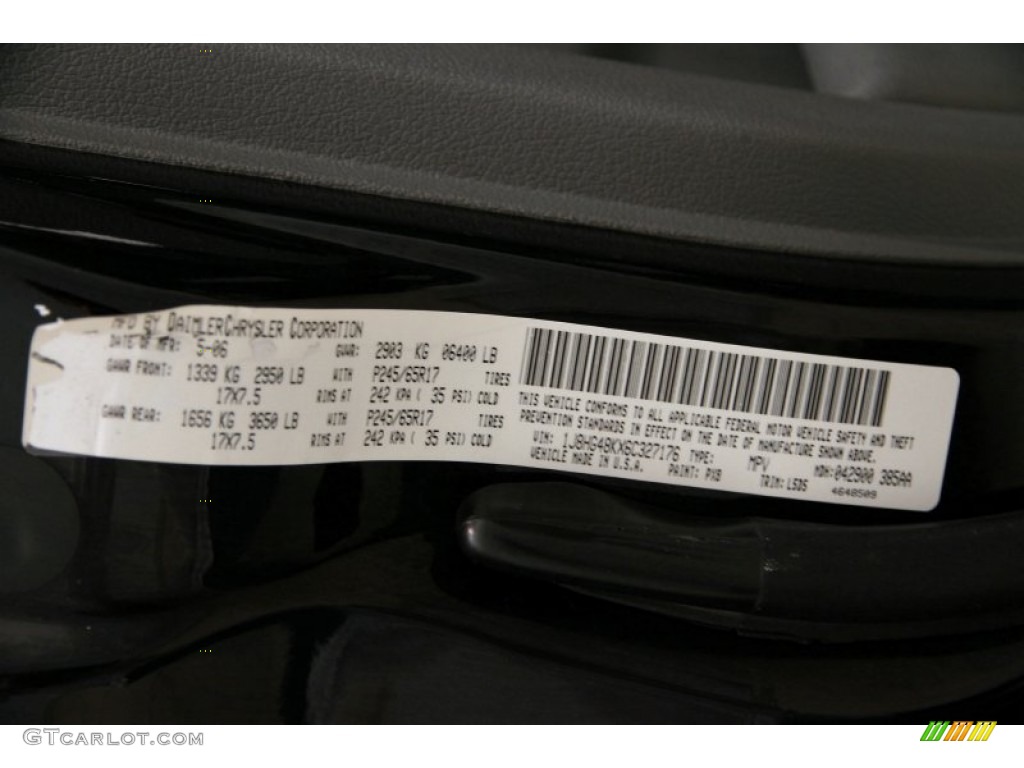 MFD BY DAIMLERCHRYSLER CORPORATION
DATE OF MFR: 5-06 GVWR: 2903 KG 06400 LB
GAWR FRONT: 1339 KG 2950 LB WITH P245/65R17 TIRES
17X7.5 RIMS AT 242 KPA ( 35 PSI) COLD
GAWR REAR: 1656 KG 3650 LB WITH P245/65R17 TIRES
17X7.5 RIMS AT 242 KPA ( 35 PSI) COLD
THIS VEHICLE CONFORMS TO ALL APPLICABLE FEDERAL MOTOR VEHICLE SAFETY AND THEFT
PREVENTION STANDARDS IN EFFECT ON THE DATE OF MANUFACTURE SHOWN ABOVE.
VIN: 1J8HG48KX6C327176 TYPE: MPV MDH:042900 385AA
VEHICLE MADE IN U.S.A. PAINT: PXB TRIM: L5D5
4648509
GTCARLOT.COM